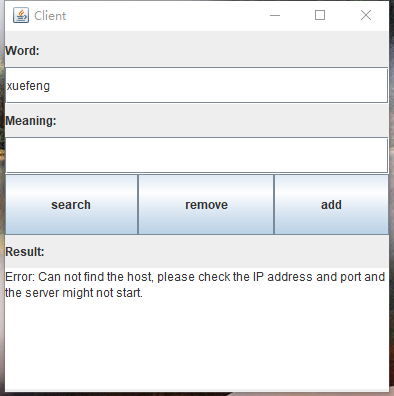 Client
Word:
xuefeng
Meaning:
search remove add
Result:
Error: Can not find the host, please check the IP address and port and
the server might not start.